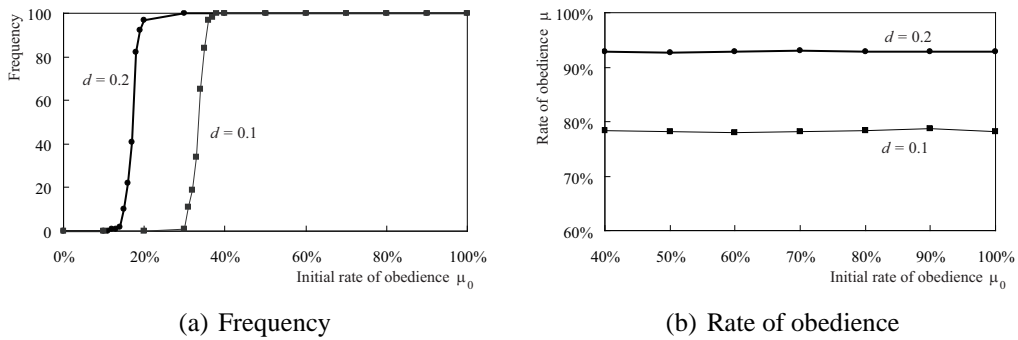 Frequency
100
80
60
40
20
0
d = 0.2
d = 0.1
0%
20%
40%
60%
80%
100%
Initial rate of obedience μ0
(a) Frequency
Rate of obedience μ
100%
90%
80%
70%
60%
d = 0.2
d = 0.1
40%
50%
60%
70%
80%
90%
100%
Initial rate of obedience μ0
(b) Rate of obedience